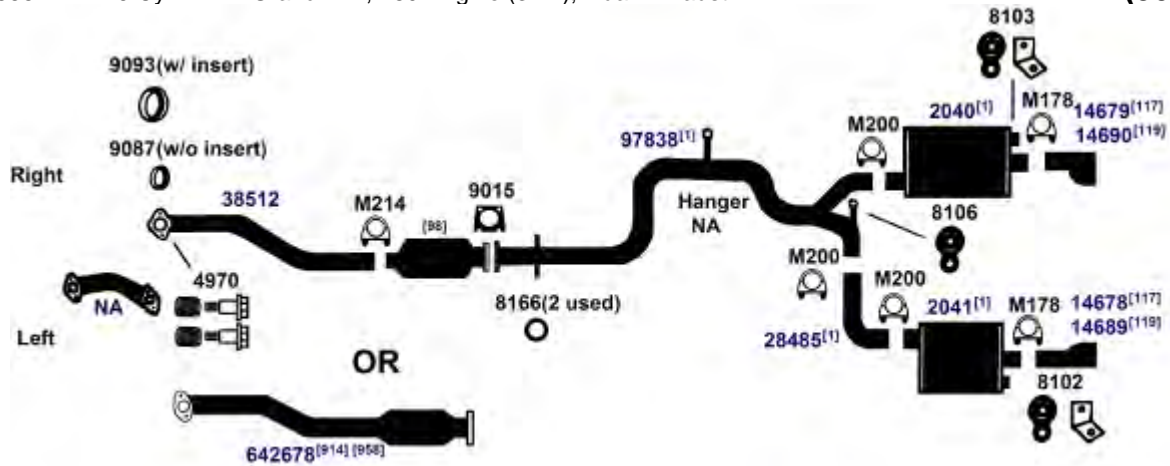 8103
9093(w/ insert)
M178 14679[117]
2040[1]
14690[119]
97838[1]
M200
9087(w/o insert)
Right
38512
9015
M214
Hanger
NA
[98]
8106
4970
M200
M200
NA
8166(2 used)
2041[1]
M178
14678[117]
14689[119]
Left
28485[1]
OR
8102
642678[914] [958]